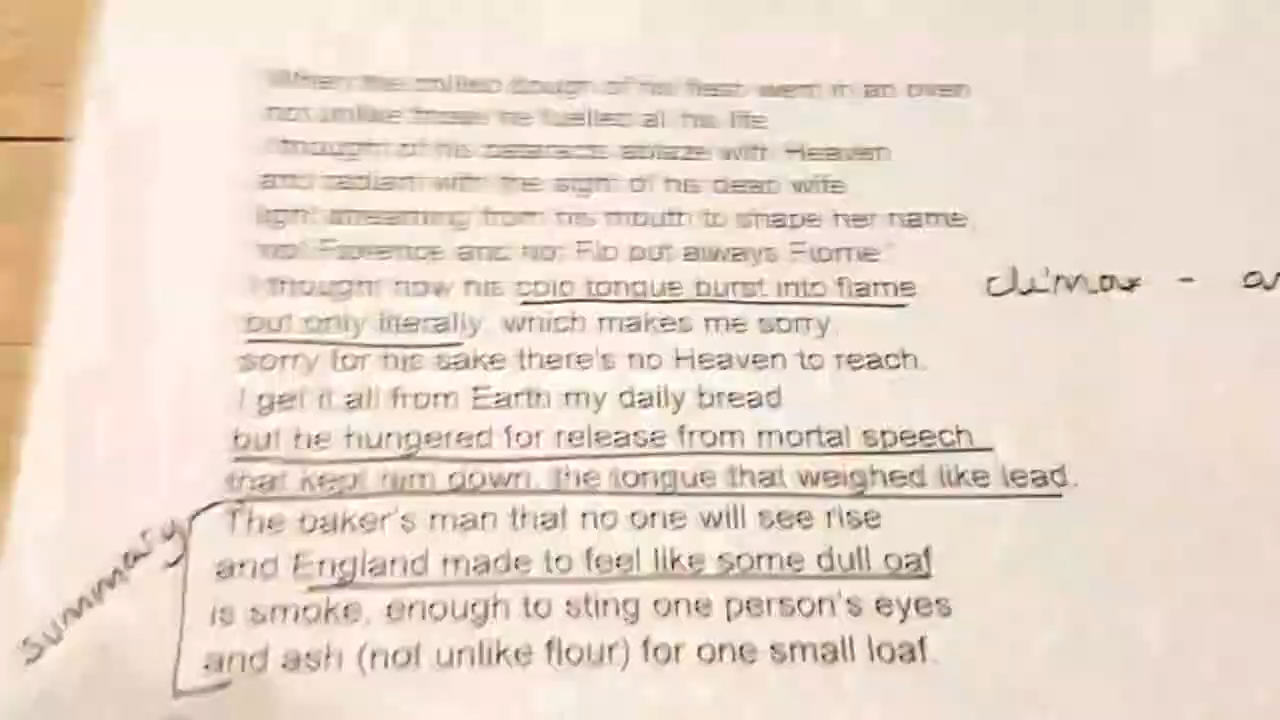 When the chilled dough of his flesh went in an oven
not unlike those he fuelled all his life
I thought of his cataracts ablaze with Heaven
and radiant with the sight of his dead wife
light streaming from his mouth to shape her name,
'not Florence and not Flo but always Florrie'
I thought how his cold tongue burst into flame climax -
but only literally, which makes me sorry,
sorry for his sake there's no Heaven to reach.
I get it all from Earth my daily bread
but he hungered for release from mortal speech
that kept him down, the tongue that weighed like lead.
summary
The baker's man that no one will see rise
and England made to feel like some dull oaf
is smoke, enough to sting one person's eyes
and ash (not unlike flour) for one small loaf.